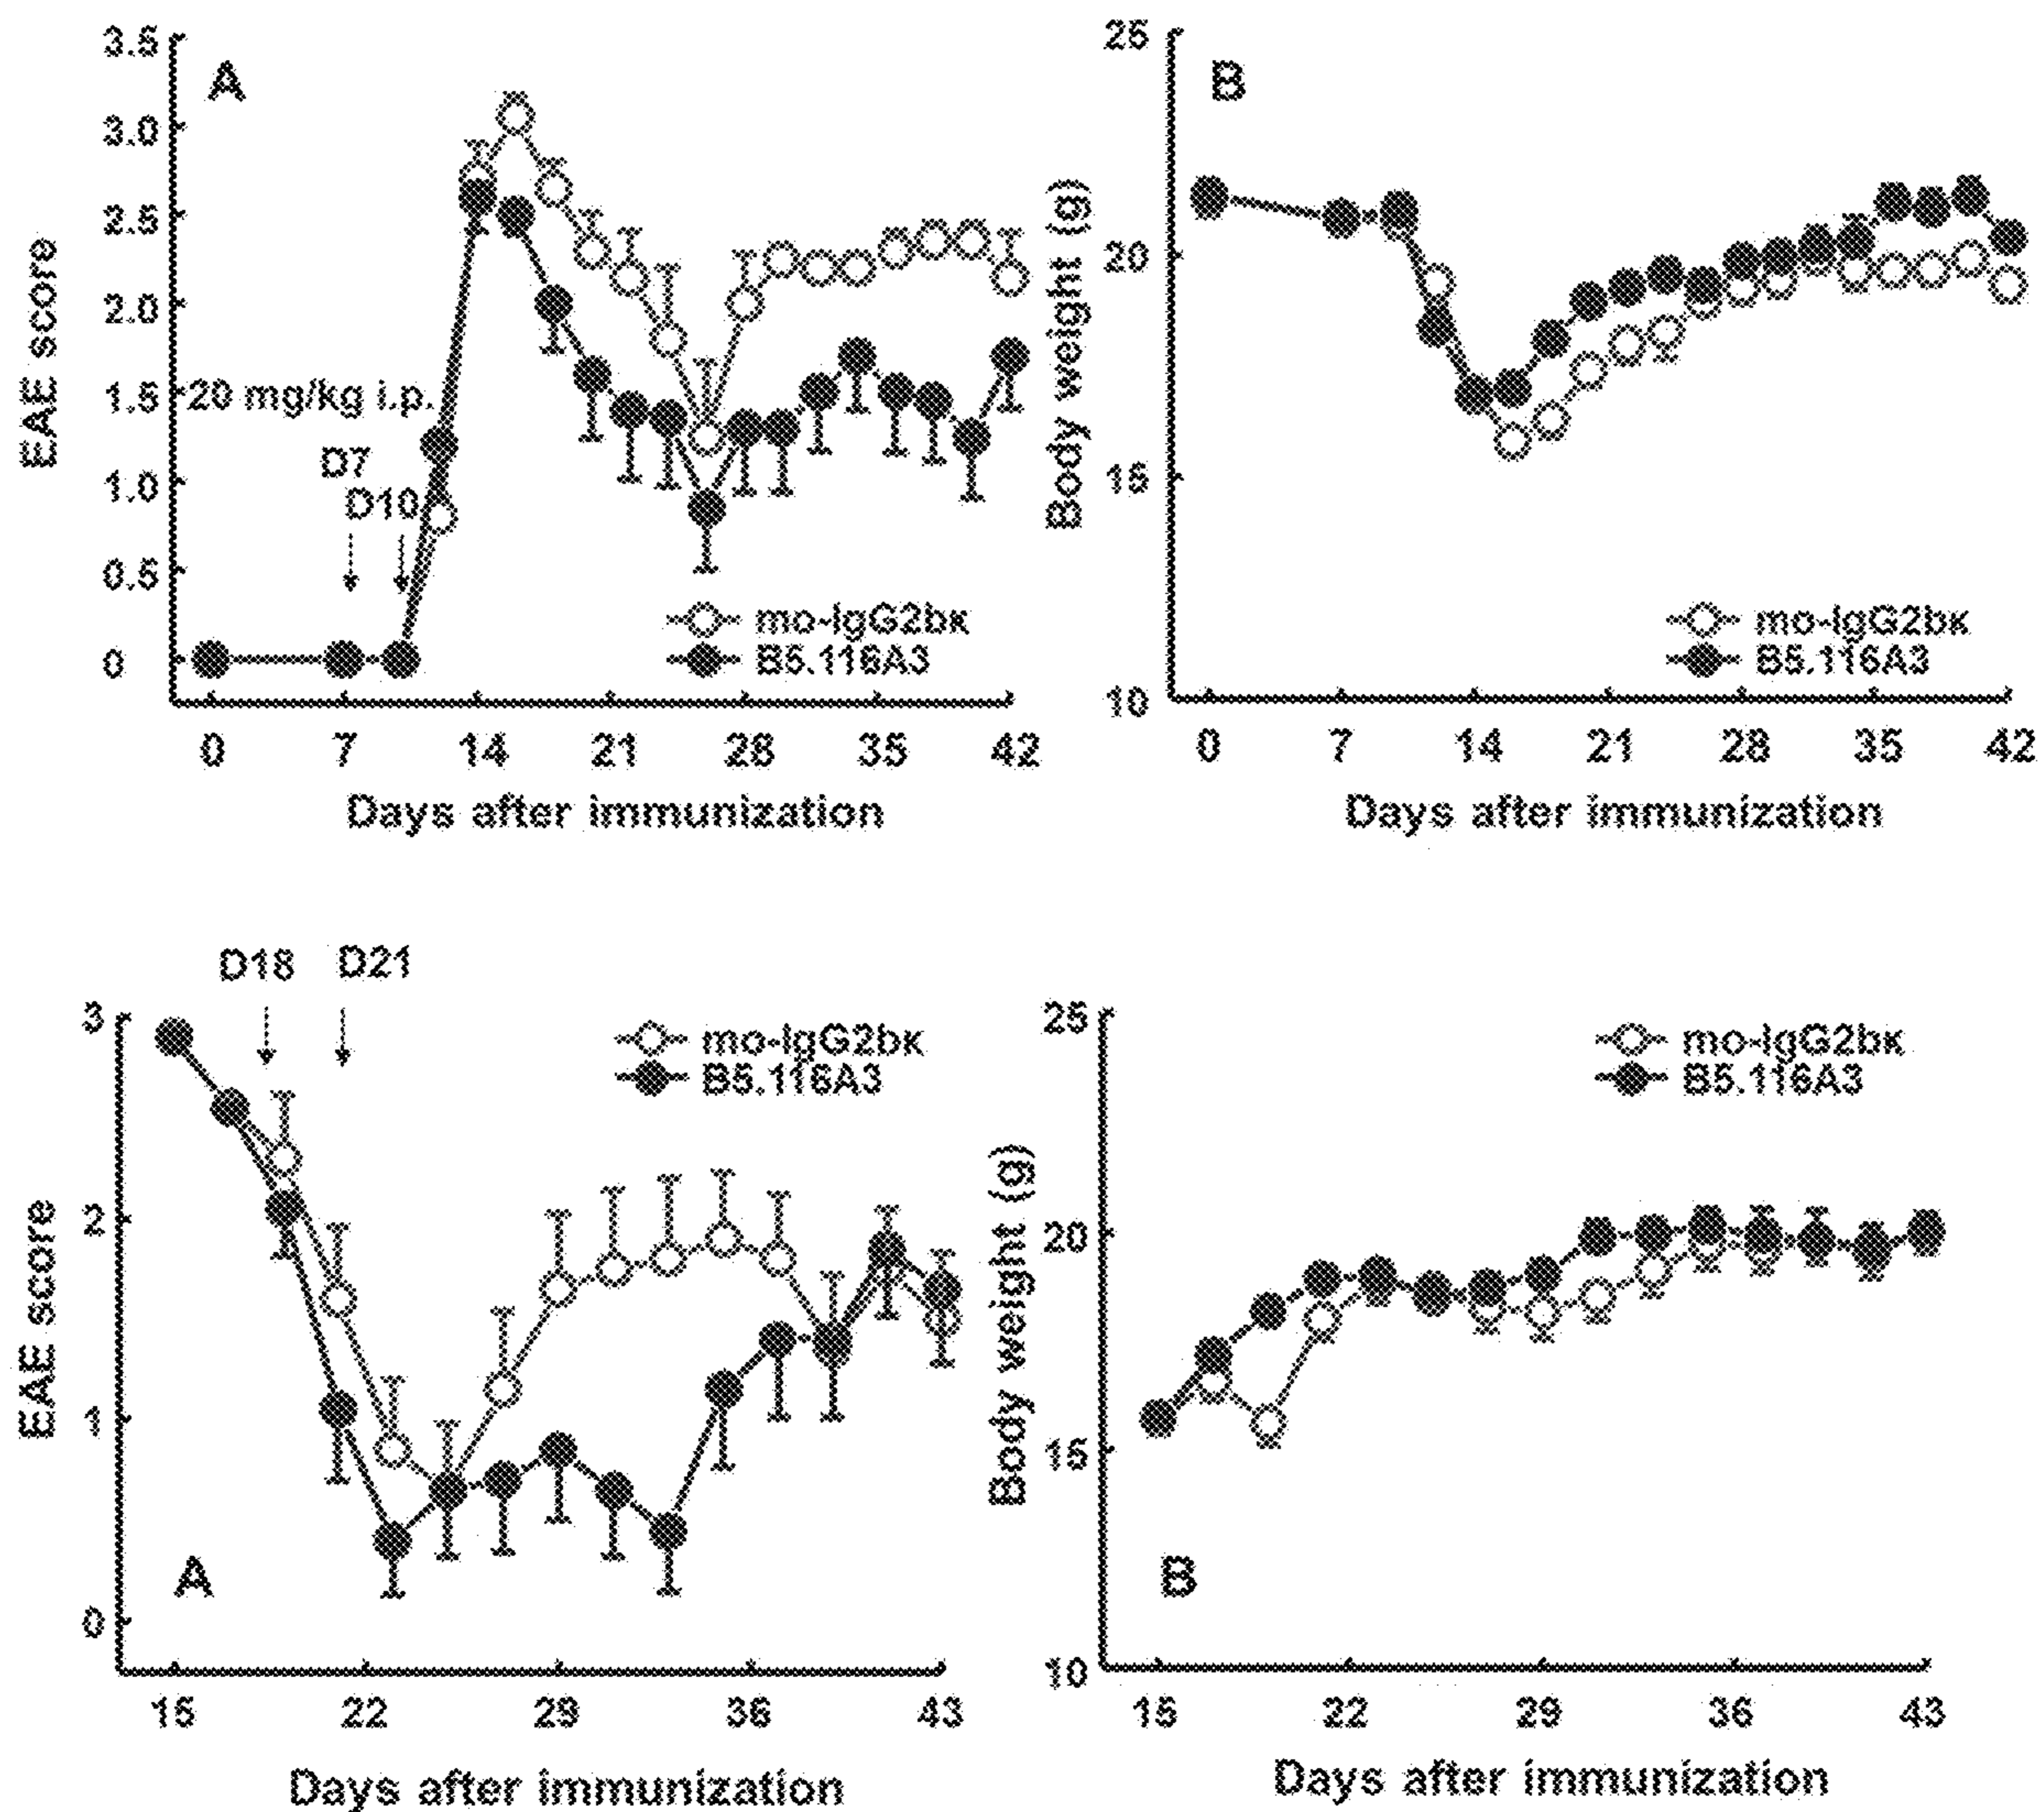 A
3.5
3.0
2.5
2.0
1.5
1.0
0.5
0
EAE score
20 mg/kg i.p.
D7
D10
mo-IgG2bκ
B5.116A3
0 7 14 21 28 35 42
Days after immunization
B
25
20
15
10
Body weight (g)
mo-IgG2bκ
B5.116A3
0 7 14 21 28 35 42
Days after immunization
D18 D21
3
2
1
0
EAE score
mo-IgG2bκ
B5.116A3
A
15 22 29 36 43
Days after immunization
25
20
15
10
Body weight (g)
mo-IgG2bκ
B5.116A3
B
15 22 29 36 43
Days after immunization